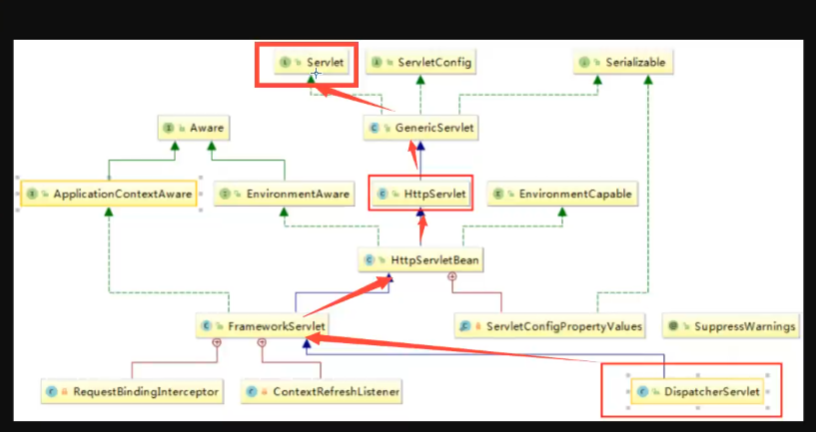 Servlet
ServletConfig
Serializable
Aware
GenericServlet
ApplicationContextAware
EnvironmentAware
HttpServlet
EnvironmentCapable
HttpServletBean
FrameworkServlet
ServletConfigPropertyValues
SuppressWarnings
RequestBindingInterceptor
ContextRefreshListener
DispatcherServlet